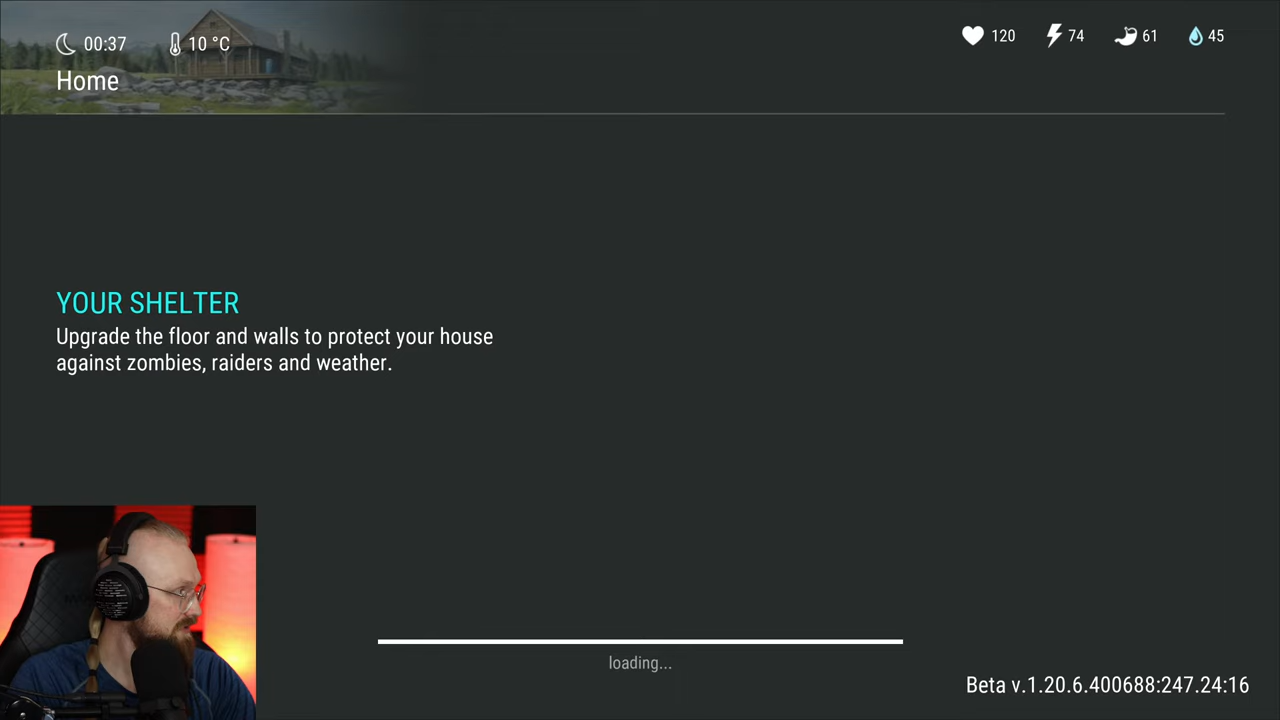 00:37 10 °C 120 74 61 45
Home
YOUR SHELTER
Upgrade the floor and walls to protect your house
against zombies, raiders and weather.
loading...
Beta v.1.20.6.400688:247.24:16